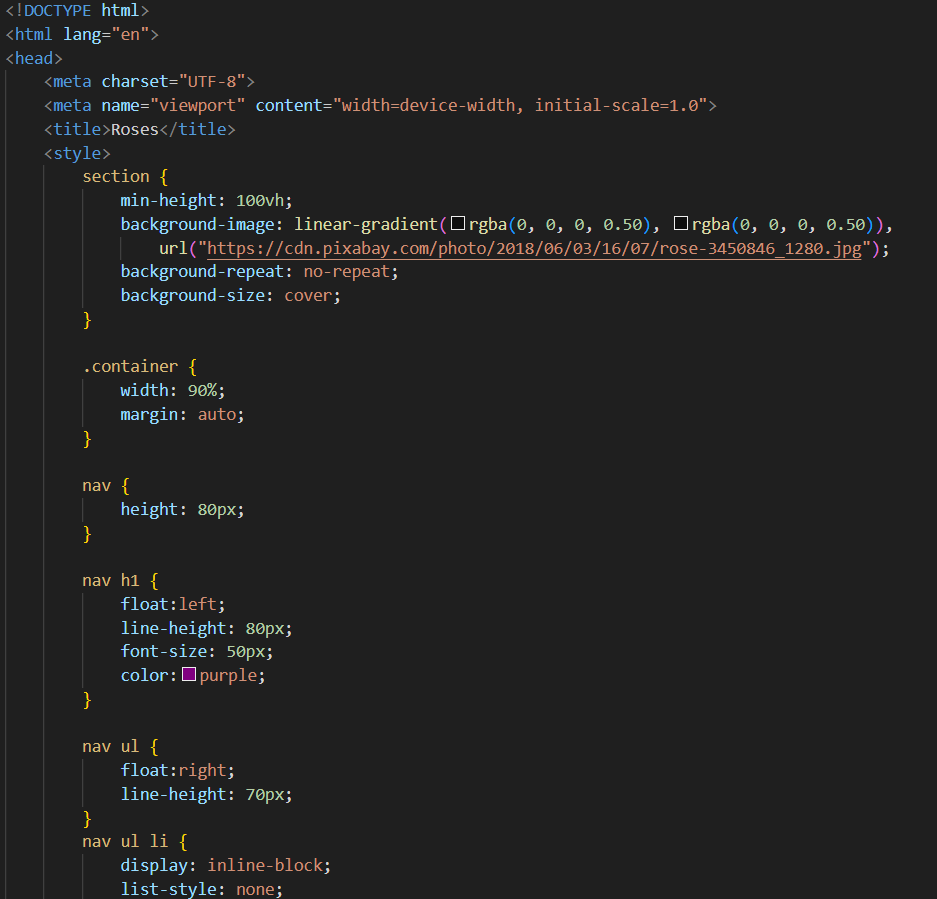 <!DOCTYPE html>
<html lang="en">
<head>
    <meta charset="UTF-8">
    <meta name="viewport" content="width=device-width, initial-scale=1.0">
    <title>Roses</title>
    <style>
        section {
            min-height: 100vh;
            background-image: linear-gradient(rgba(0, 0, 0, 0.50), rgba(0, 0, 0, 0.50)),
                url("https://cdn.pixabay.com/photo/2018/06/03/16/07/rose-3450846_1280.jpg");
            background-repeat: no-repeat;
            background-size: cover;
        }

        .container {
            width: 90%;
            margin: auto;
        }

        nav {
            height: 80px;
        }

        nav h1 {
            float:left;
            line-height: 80px;
            font-size: 50px;
            color:purple;
        }

        nav ul {
            float:right;
            line-height: 70px;
        }
        nav ul li {
            display: inline-block;
            list-style: none;